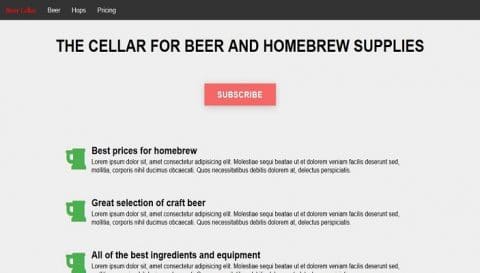 Beer Cellar Beer Hops Pricing
THE CELLAR FOR BEER AND HOMEBREW SUPPLIES
SUBSCRIBE
Best prices for homebrew
Lorem ipsum dolor sit, amet consectetur adipisicing elit. Molestiae sequi beatae ut et dolorem veniam facilis deserunt sed,
mollitia, corporis nihil ducimus obcaecati. Quos necessitatibus debitis dolorem at, delectus perspiciatis.
Great selection of craft beer
Lorem ipsum dolor sit, amet consectetur adipisicing elit. Molestiae sequi beatae ut et dolorem veniam facilis deserunt sed,
mollitia, corporis nihil ducimus obcaecati. Quos necessitatibus debitis dolorem at, delectus perspiciatis.
All of the best ingredients and equipment
Lorem ipsum dolor sit, amet consectetur adipisicing elit. Molestiae sequi beatae ut et dolorem veniam facilis deserunt sed,